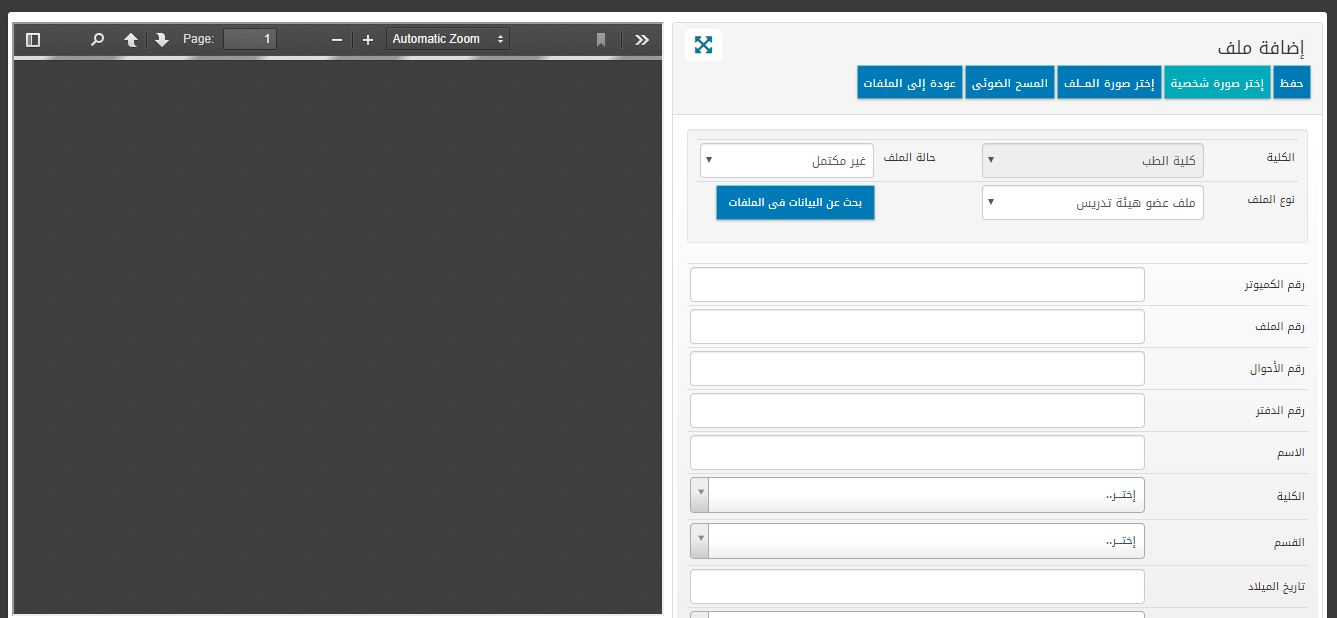 Page: 1 Automatic Zoom
إضافة ملف
حفظ إختر صورة شخصية إختر صورة المـلف المسح الضوئى عودة إلى الملفات
الكلية كلية الطب حالة الملف غير مكتمل
نوع الملف ملف عضو هيئة تدريس بحث عن البيانات فى الملفات
رقم الكمبوتر
رقم الملف
رقم الأحوال
رقم الدفتر
الاسم
الكلية إختـر..
القسم إختـر..
تاريخ الميلاد